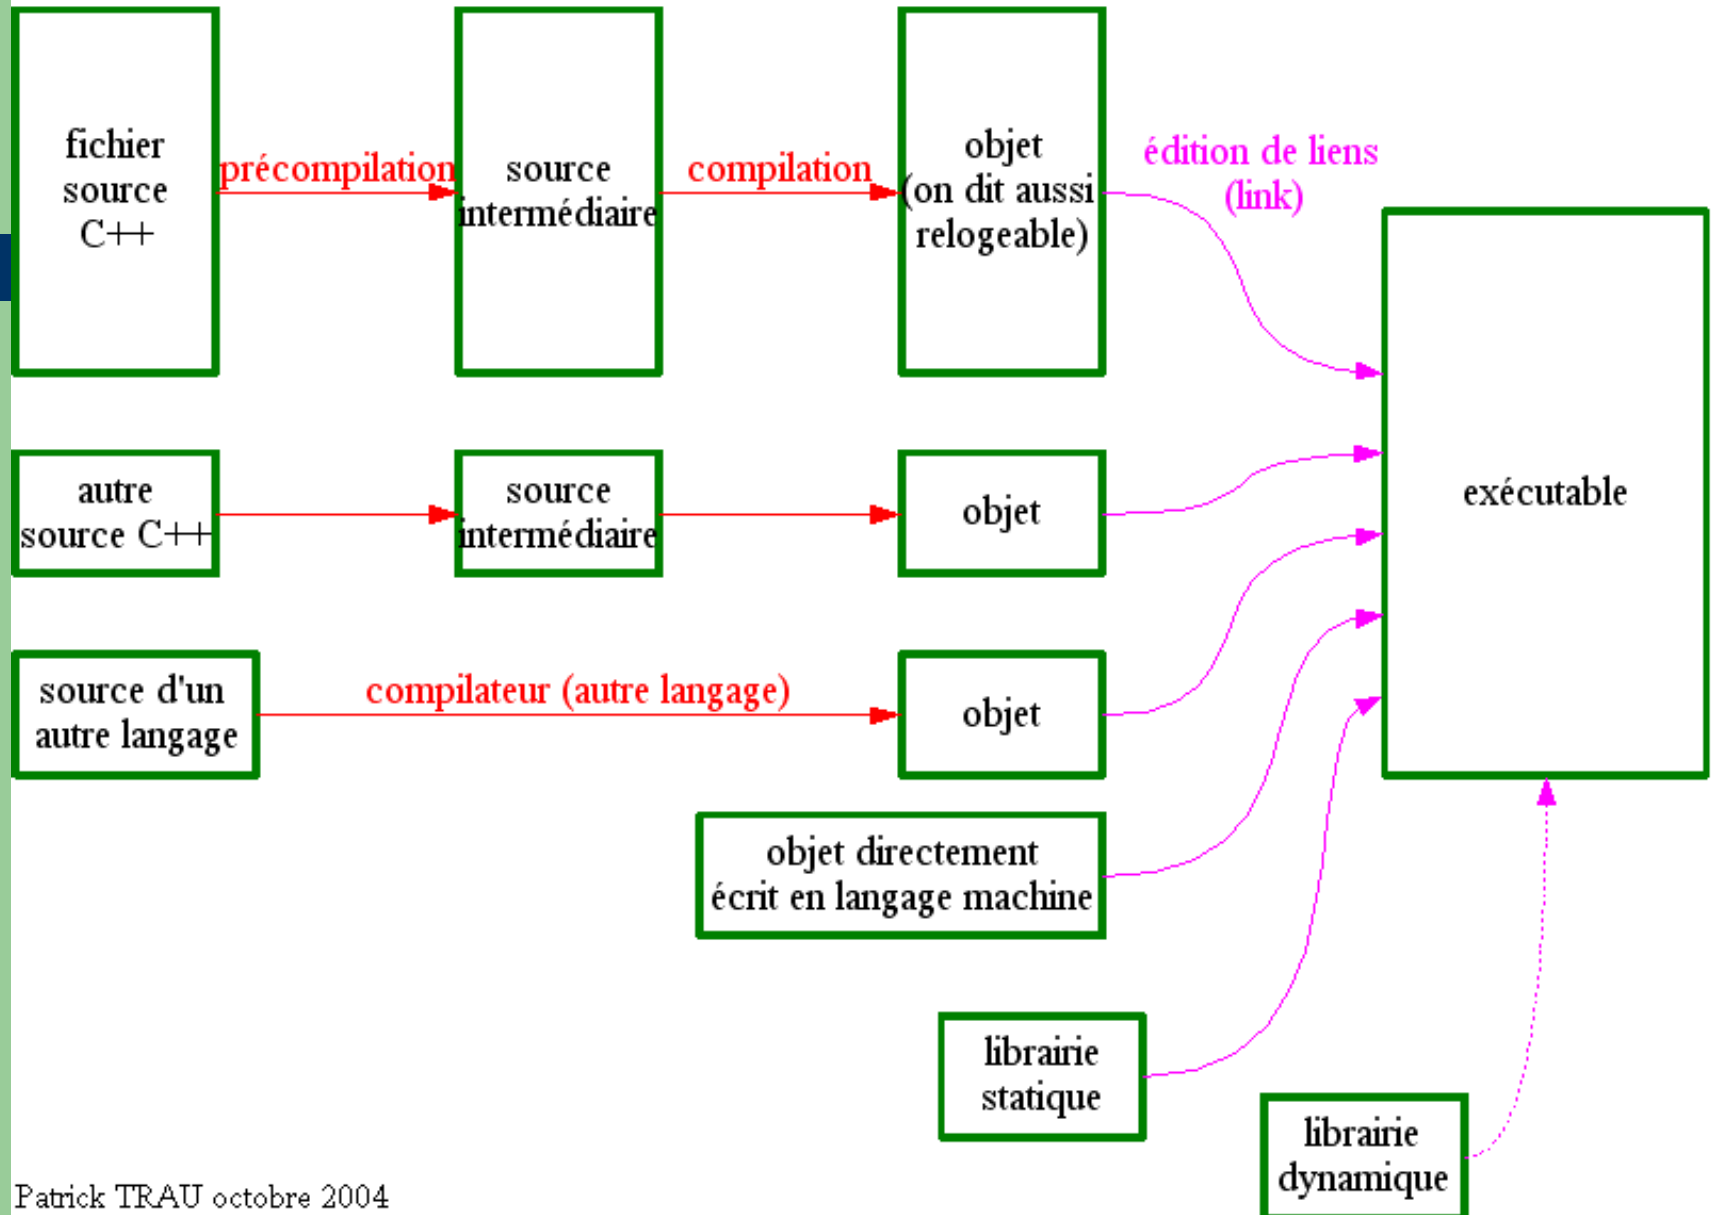 fichier
source
C++
précompilation
source
intermédiaire
compilation
objet
(on dit aussi
relogeable)
édition de liens
(link)
exécutable
autre
source C++
source
intermédiaire
objet
source d'un
autre langage
compilateur (autre langage)
objet
objet directement
écrit en langage machine
librairie
statique
librairie
dynamique
Patrick TRAU octobre 2004